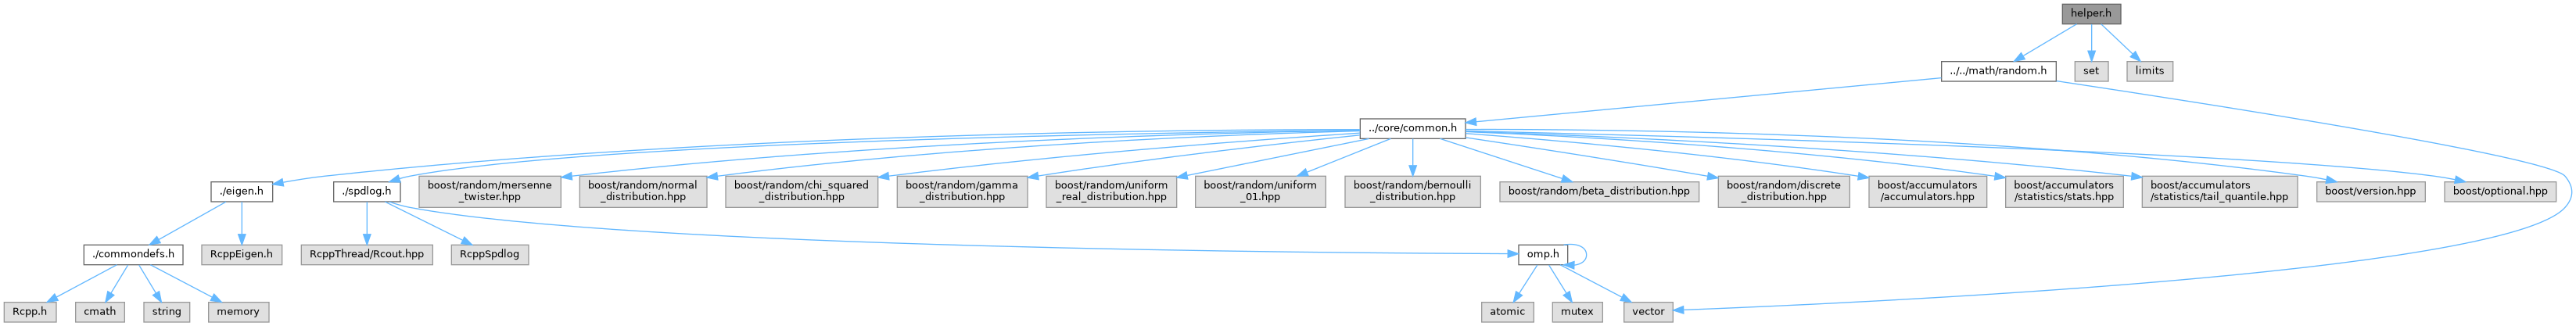 helper.h
../../math/random.h
set
limits
../core/common.h
./eigen.h
./spdlog.h
boost/random/mersenne
_twister.hpp
boost/random/normal
_distribution.hpp
boost/random/chi_squared
_distribution.hpp
boost/random/gamma
_distribution.hpp
boost/random/uniform
_real_distribution.hpp
boost/random/uniform
_01.hpp
boost/random/bernoulli
_distribution.hpp
boost/random/beta_distribution.hpp
boost/random/discrete
_distribution.hpp
boost/accumulators
/accumulators.hpp
boost/accumulators
/statistics/stats.hpp
boost/accumulators
/statistics/tail_quantile.hpp
boost/version.hpp
boost/optional.hpp
./commondefs.h
RcppEigen.h
RcppThread/Rcout.hpp
RcppSpdlog
omp.h
Rcpp.h
cmath
string
memory
atomic
mutex
vector